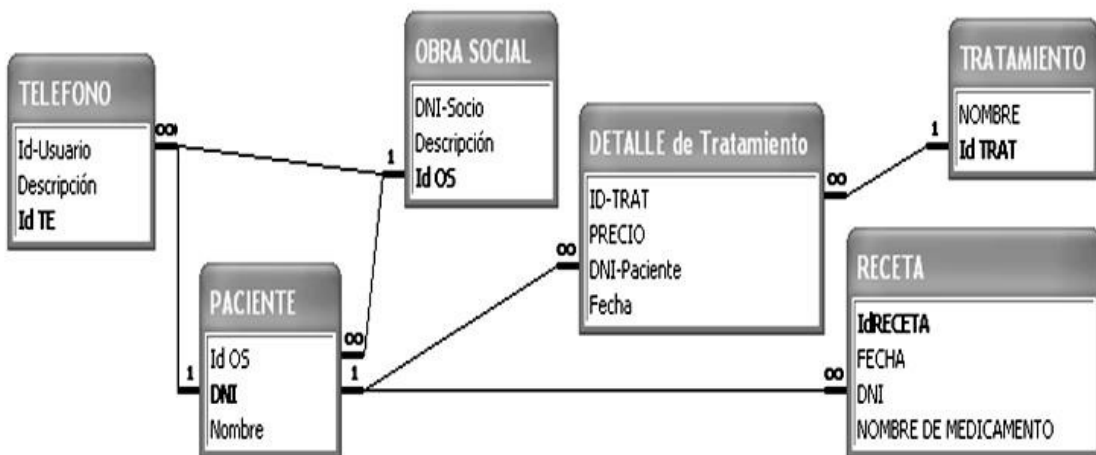 TELEFONO
Id-Usuario
Descripción
Id TE
∞
OBRA SOCIAL
DNI-Socio
Descripción
Id OS
1
PACIENTE
Id OS
DNI
Nombre
1
∞
1
DETALLE de Tratamiento
ID-TRAT
PRECIO
DNI-Paciente
Fecha
∞
∞
TRATAMIENTO
NOMBRE
Id TRAT
1
RECETA
IdRECETA
FECHA
DNI
NOMBRE DE MEDICAMENTO
∞